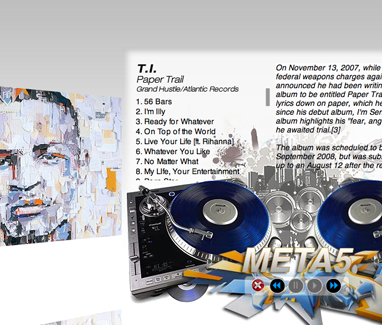 T.I.
Paper Trail
Grand Hustle/Atlantic Records
1. 56 Bars
2. I'm Illy
3. Ready for Whatever
4. On Top of the World
5. Live Your Life [ft. Rihanna]
6. Whatever You Like
7. No Matter What
8. My Life, Your Entertainment
On November 13, 2007, while
federal weapons charges agai
announced he had been writin
album to be entitled Paper Tra
lyrics down on paper, which he
since his debut album, I'm Ser
album highlights his "fear, ang
he awaited trial.[3]
The album was scheduled to b
September 2008, but was sub
up to an August 12 after the re
META5